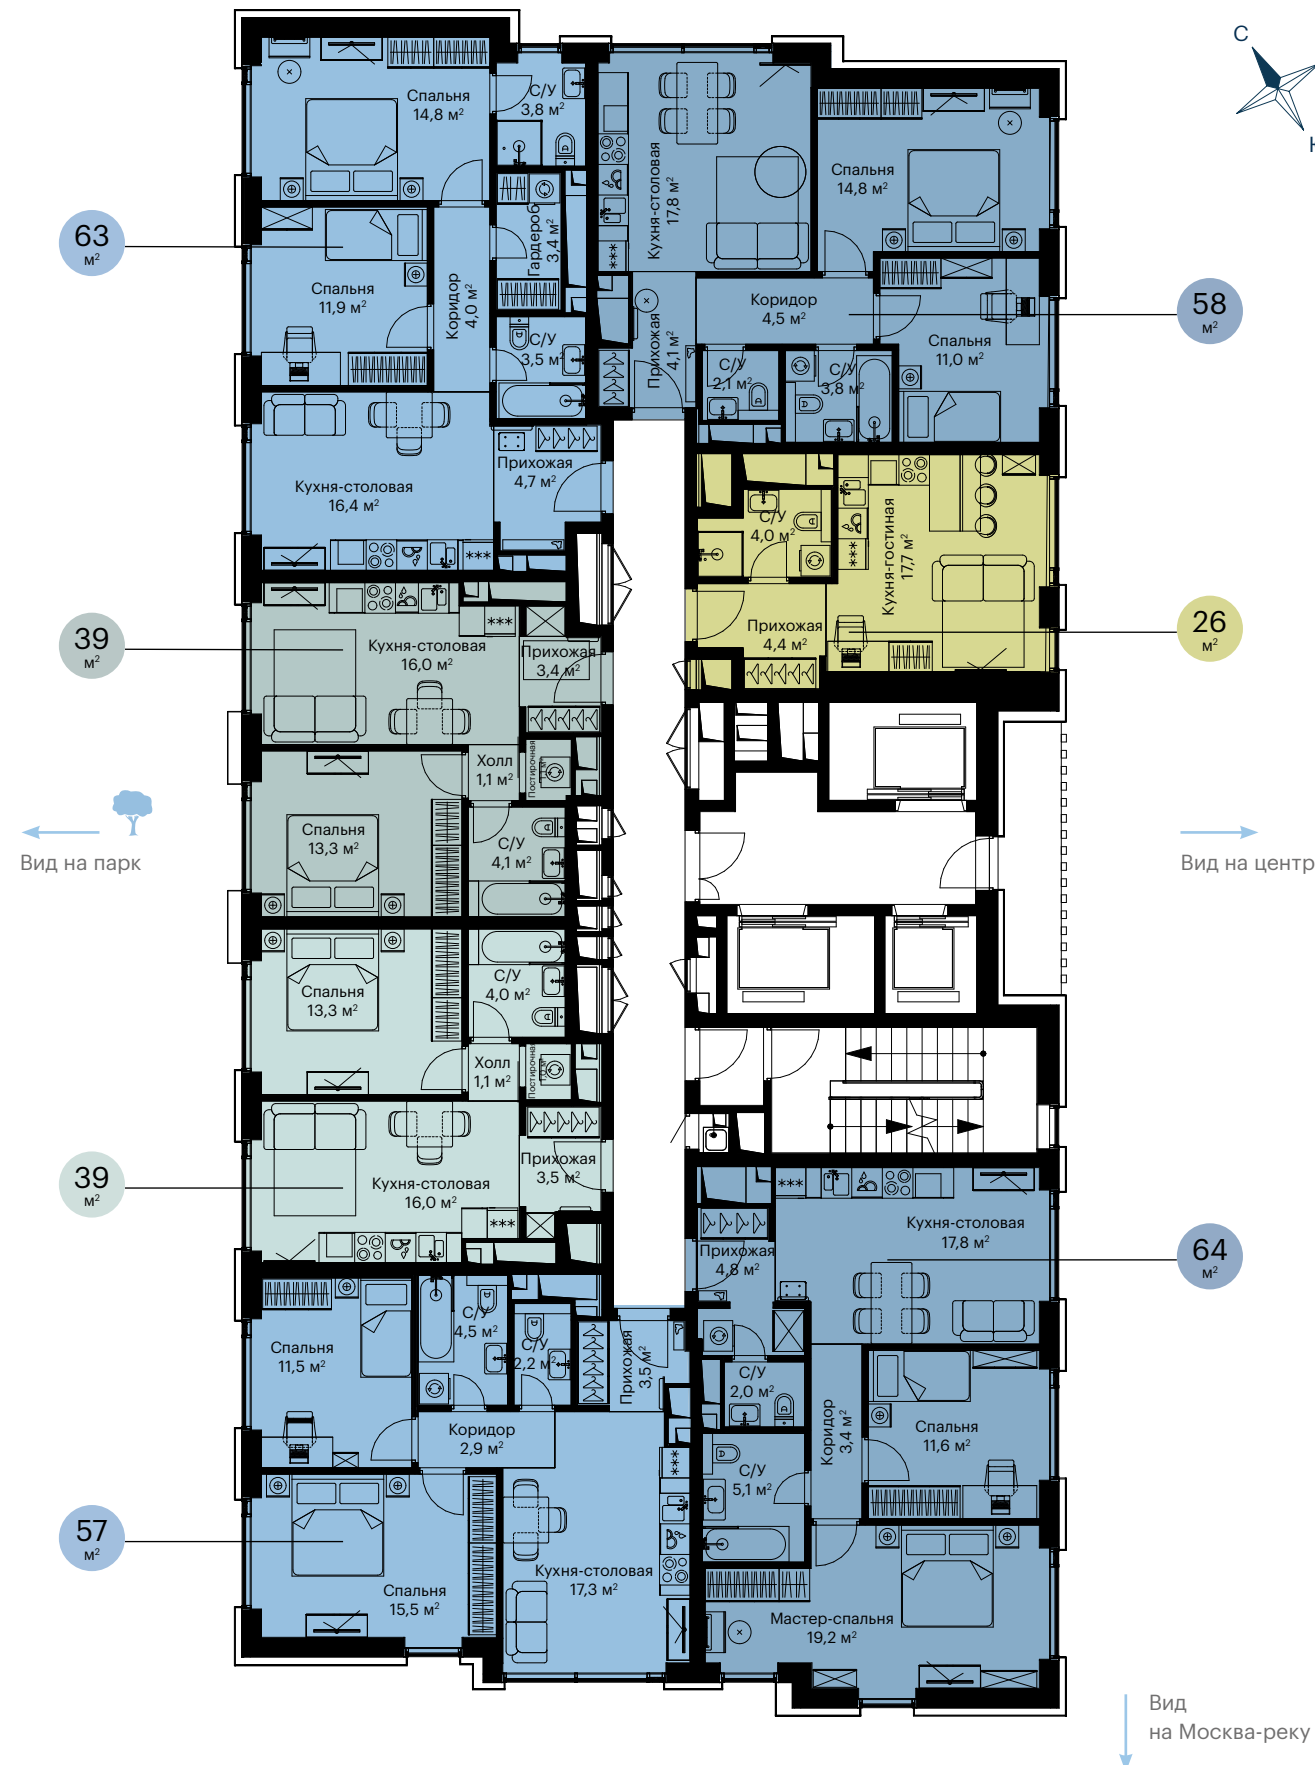 С
Спальня
14,8 м²
С/У
3,8 м²
Кухня-столовая
17,8 м²
Спальня
14,8 м²
63
м²
Гардероб
3,4 м²
Спальня
11,9 м²
Коридор
4,0 м²
С/У
3,5 м²
***
Прихожая
4,1 м²
Коридор
4,5 м²
58
м²
Спальня
11,0 м²
С/У
2,1 м²
С/У
3,8 м²
Прихожая
4,7 м²
Кухня-столовая
16,4 м²
***
С/У
4,0 м²
***
Кухня-гостиная
17,7 м²
39
м²
Кухня-столовая
16,0 м²
***
Прихожая
3,4 м²
Прихожая
4,4 м²
26
м²
Холл
1,1 м²
Постирочная
Спальня
13,3 м²
С/У
4,1 м²
Вид на парк
Вид на центр
Спальня
13,3 м²
С/У
4,0 м²
Холл
1,1 м²
Постирочная
39
м²
Кухня-столовая
16,0 м²
***
Прихожая
3,5 м²
***
Кухня-столовая
17,8 м²
Прихожая
4,8 м²
64
м²
Спальня
11,5 м²
С/У
4,5 м²
С/У
2,2 м²
Прихожая
3,5 м²
С/У
2,0 м²
Коридор
3,4 м²
Спальня
11,6 м²
Коридор
2,9 м²
***
С/У
5,1 м²
57
м²
Спальня
15,5 м²
Кухня-столовая
17,3 м²
Мастер-спальня
19,2 м²
Вид
на Москва-реку